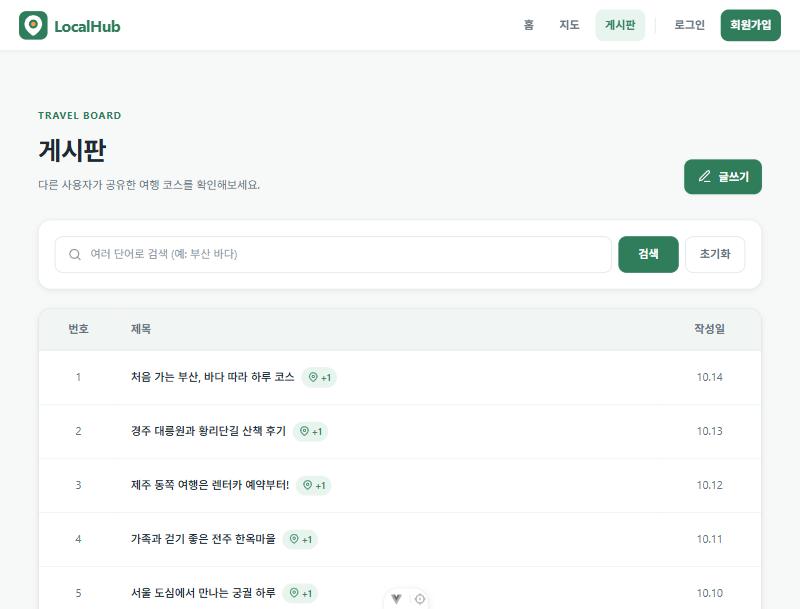 LocalHub
홈 지도 게시판 로그인 회원가입
TRAVEL BOARD
게시판
다른 사용자가 공유한 여행 코스를 확인해보세요.
글쓰기
여러 단어로 검색 (예: 부산 바다) 검색 초기화
번호 제목 작성일
1 처음 가는 부산, 바다 따라 하루 코스 +1 10.14
2 경주 대릉원과 황리단길 산책 후기 +1 10.13
3 제주 동쪽 여행은 렌터카 예약부터! +1 10.12
4 가족과 걷기 좋은 전주 한옥마을 +1 10.11
5 서울 도심에서 만나는 궁궐 하루 +1 10.10